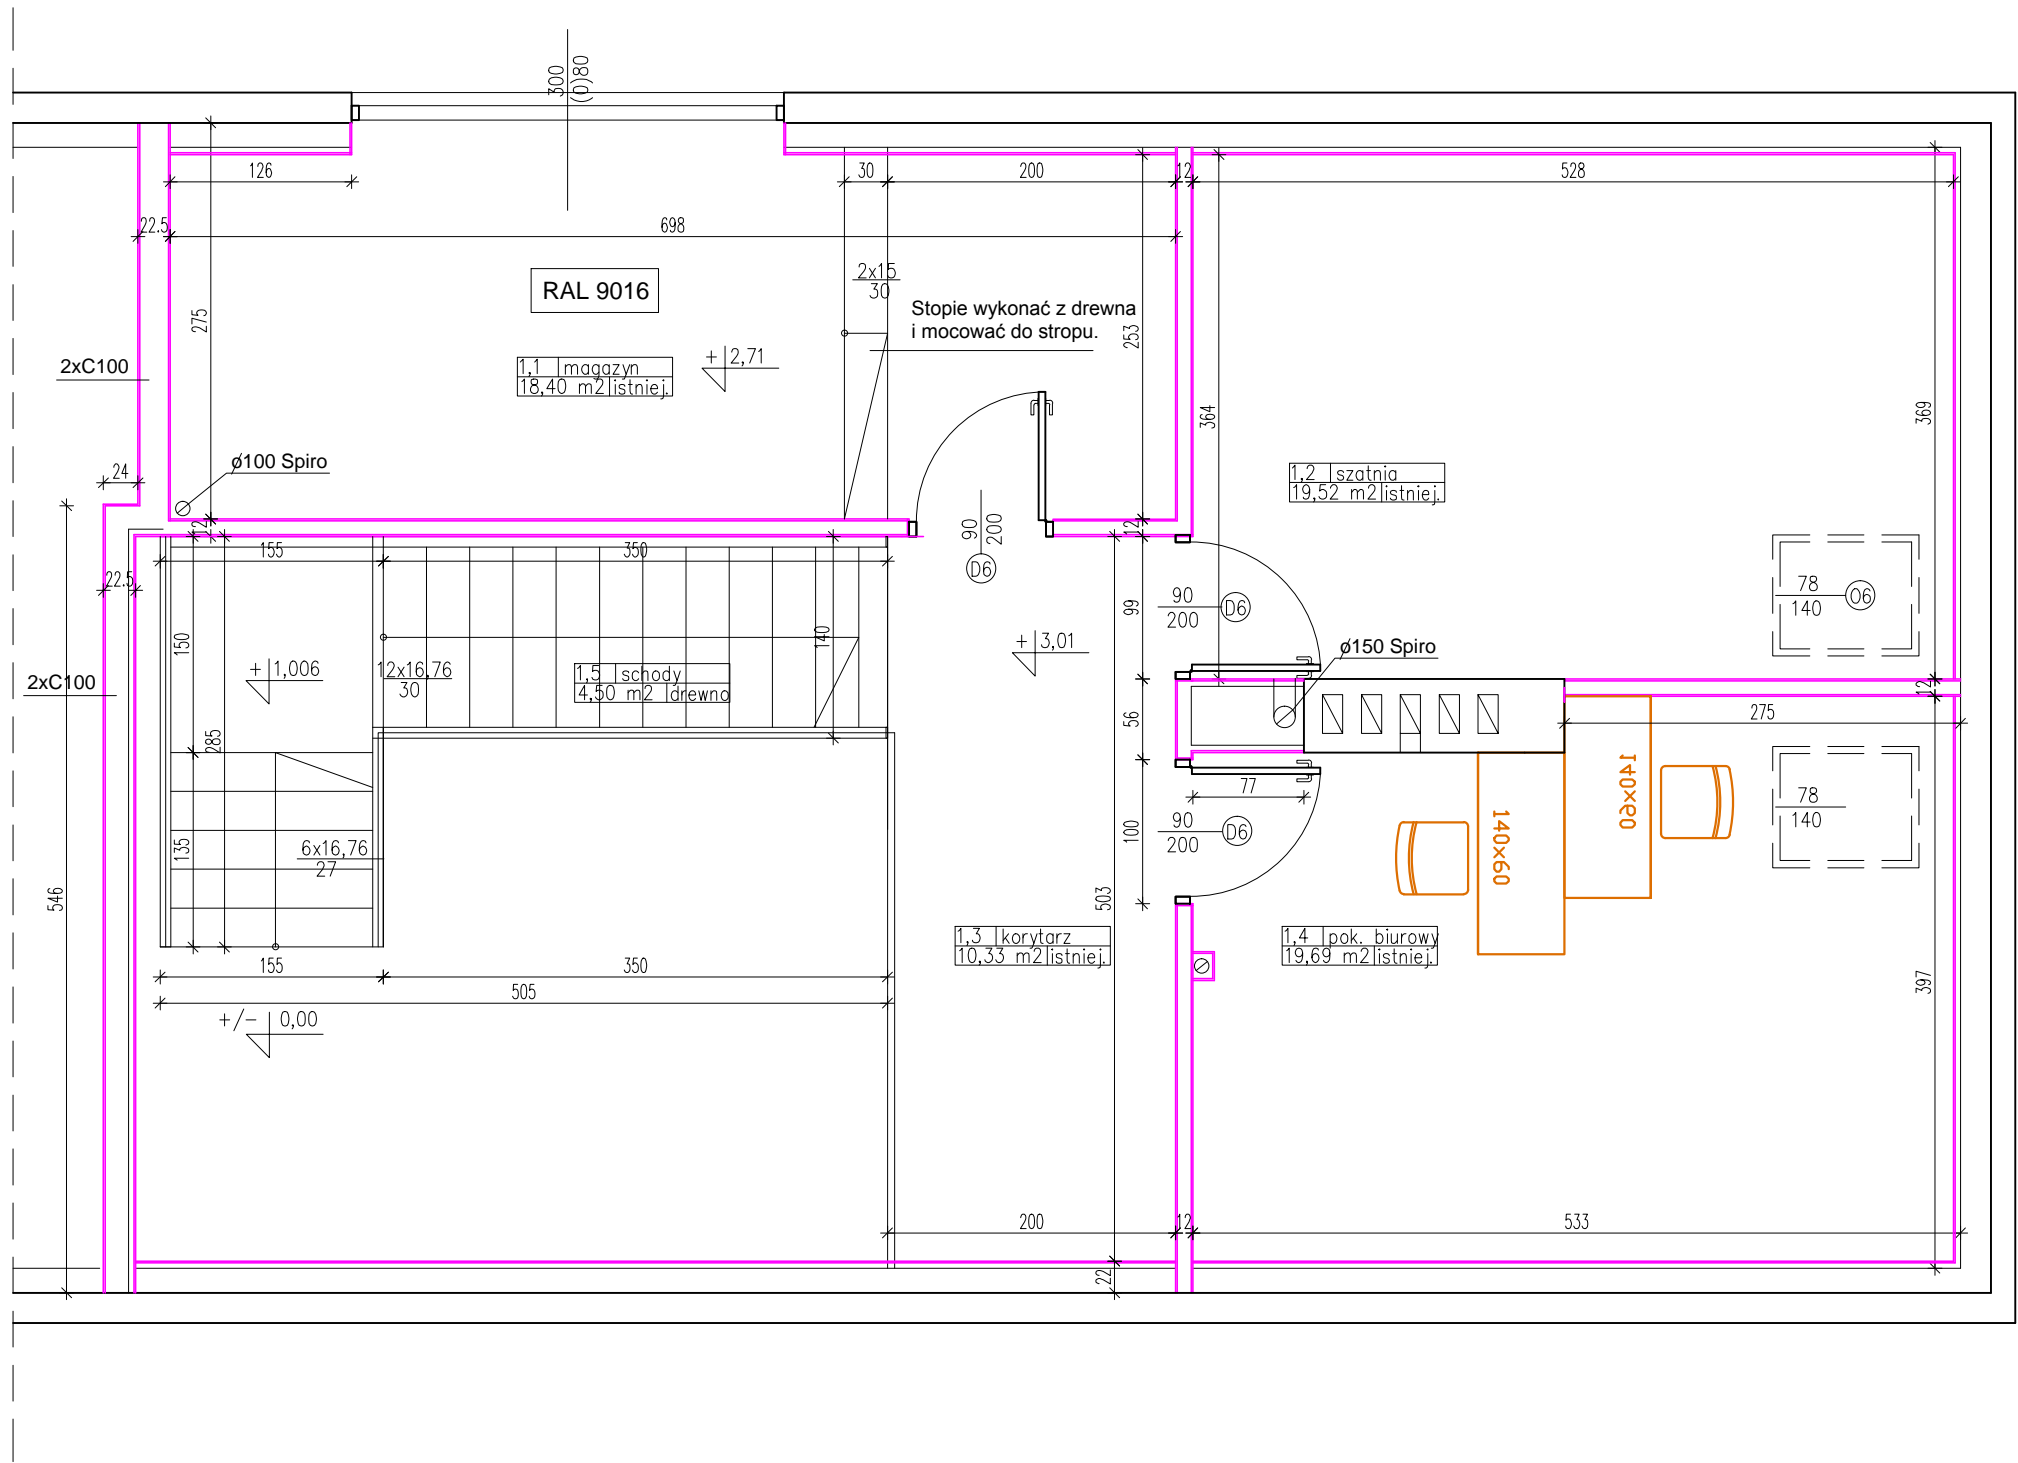 300
(0)80
126
30
200
12
528
22.5
698
2x15
30
RAL 9016
Stopie wykonać z drewna
i mocować do stropu.
275
253
2xC100
1,1 magazyn
18,40 m2 istniej.
+ 2,71
364
369
24
ø100 Spiro
1,2 szatnia
19,52 m2 istniej.
12
12
90
200
D6
155
350
22.5
99
90
200
D6
78
140
O6
150
140
+ 3,01
ø150 Spiro
+ 1,006
12x16,76
30
1,5 schody
4,50 m2 drewno
2xC100
12
56
275
285
77
140x60
140x60
78
140
135
6x16,76
27
100
90
200
D6
546
503
1,3 korytarz
10,33 m2 istniej.
1,4 pok. biurowy
19,69 m2 istniej.
397
155
350
505
+/- 0,00
200
12
533
22